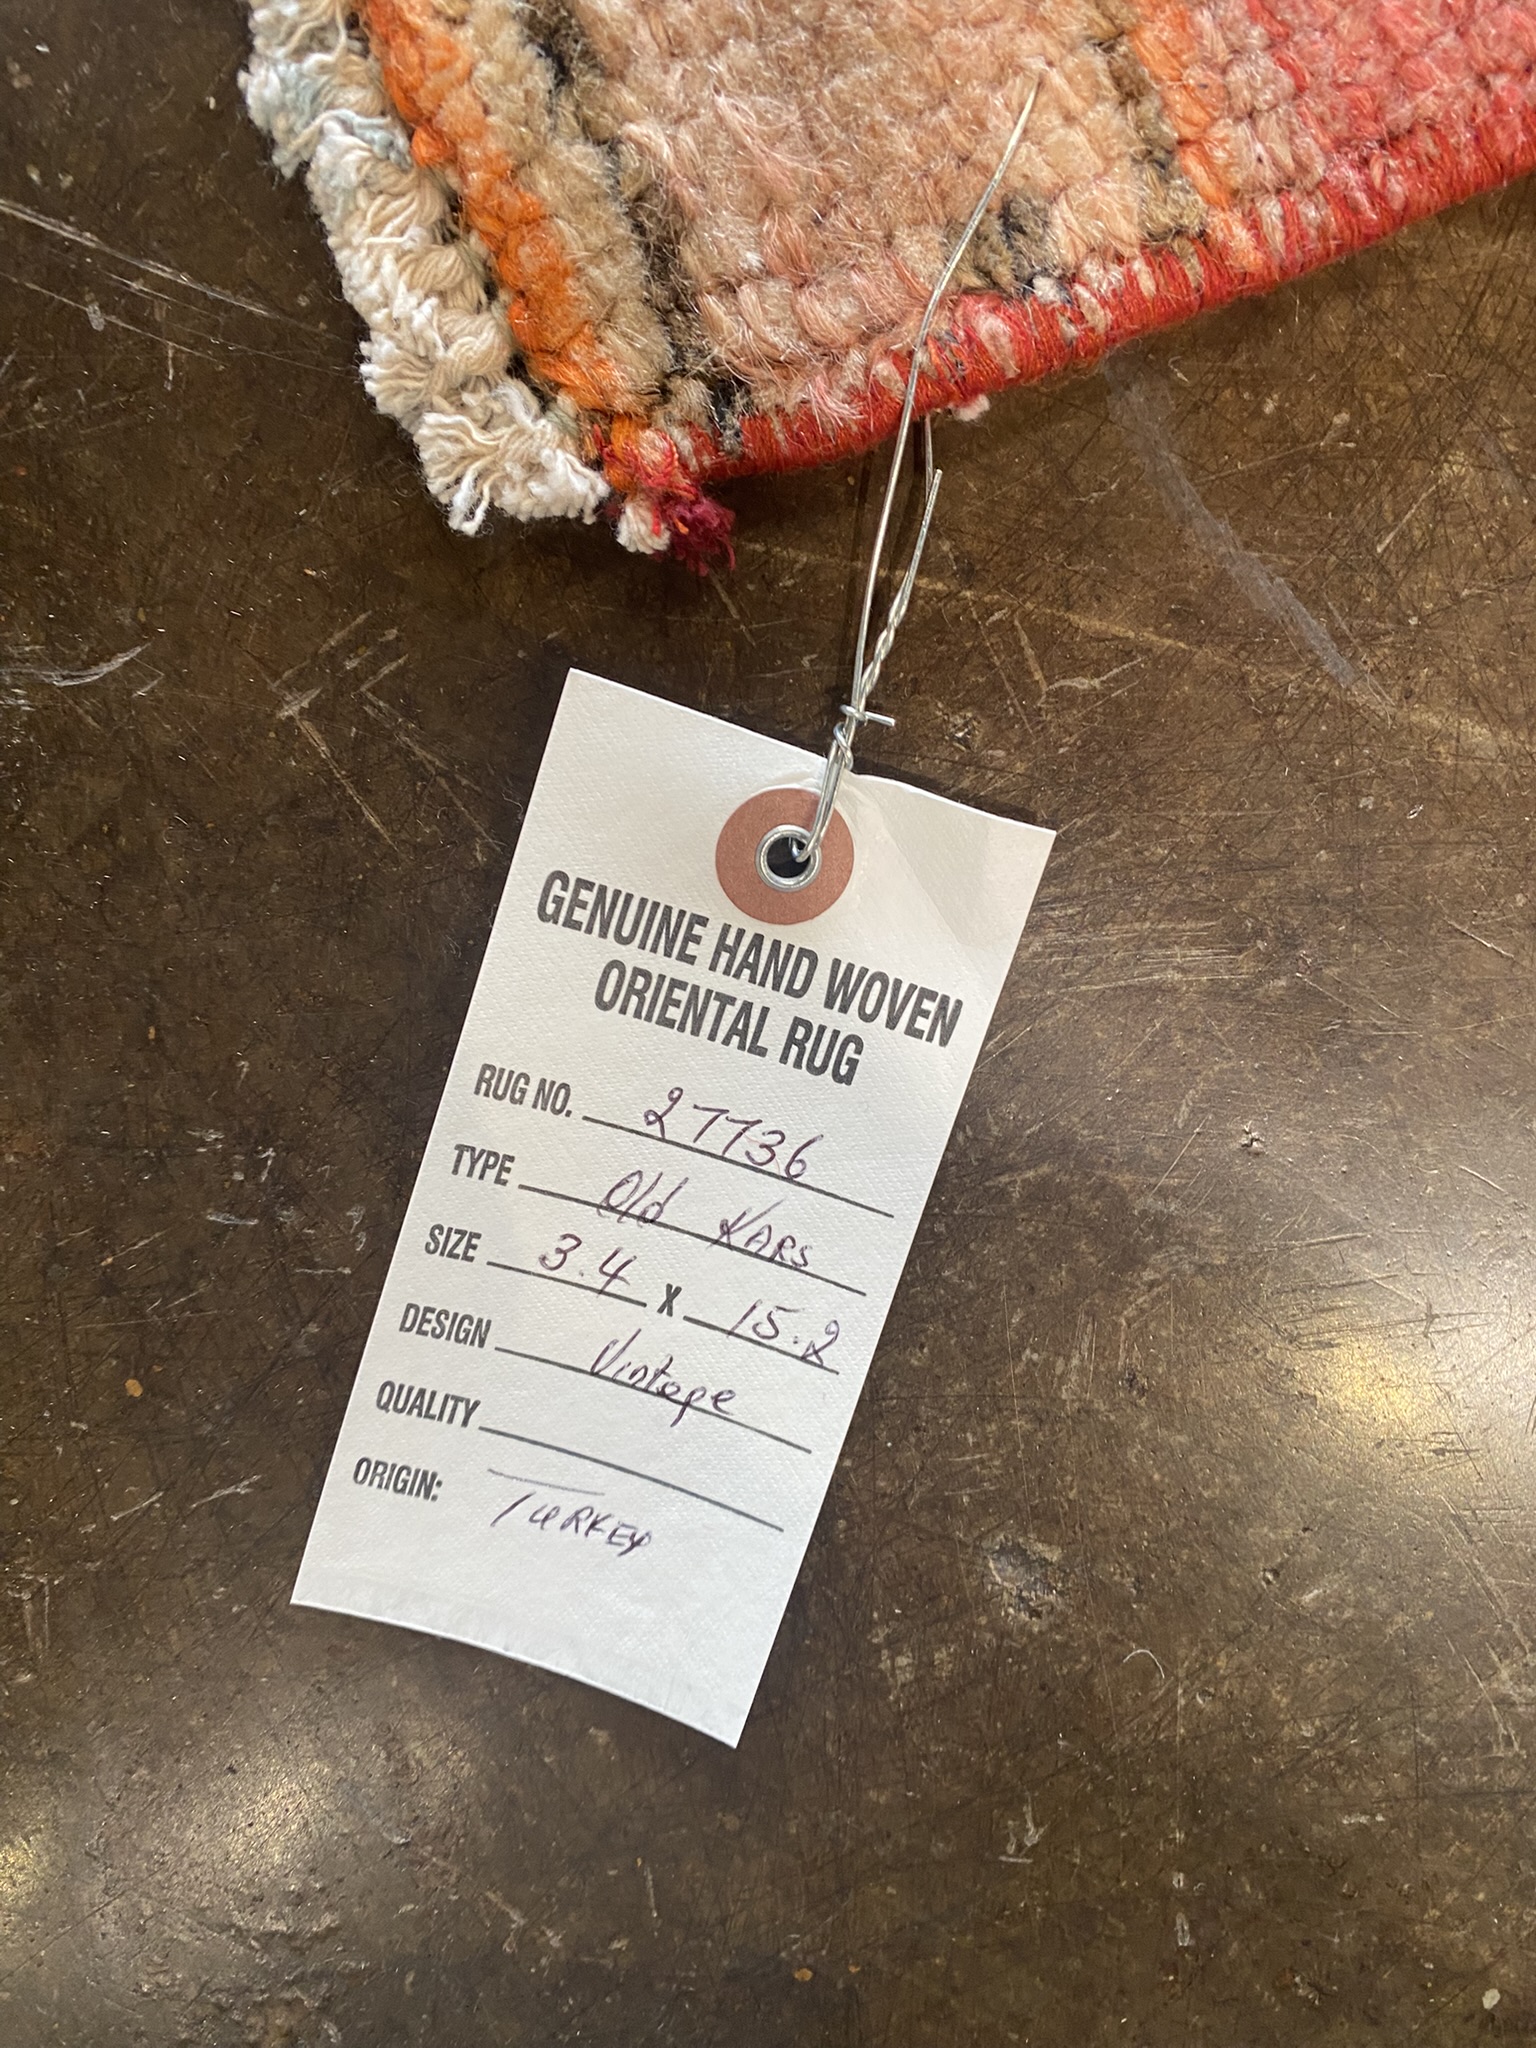 GENUINE HAND WOVEN
ORIENTAL RUG
RUG NO. 27736
TYPE Old KARS
SIZE 3.4 X 15.2
DESIGN Vintage
QUALITY
ORIGIN: TURKEY